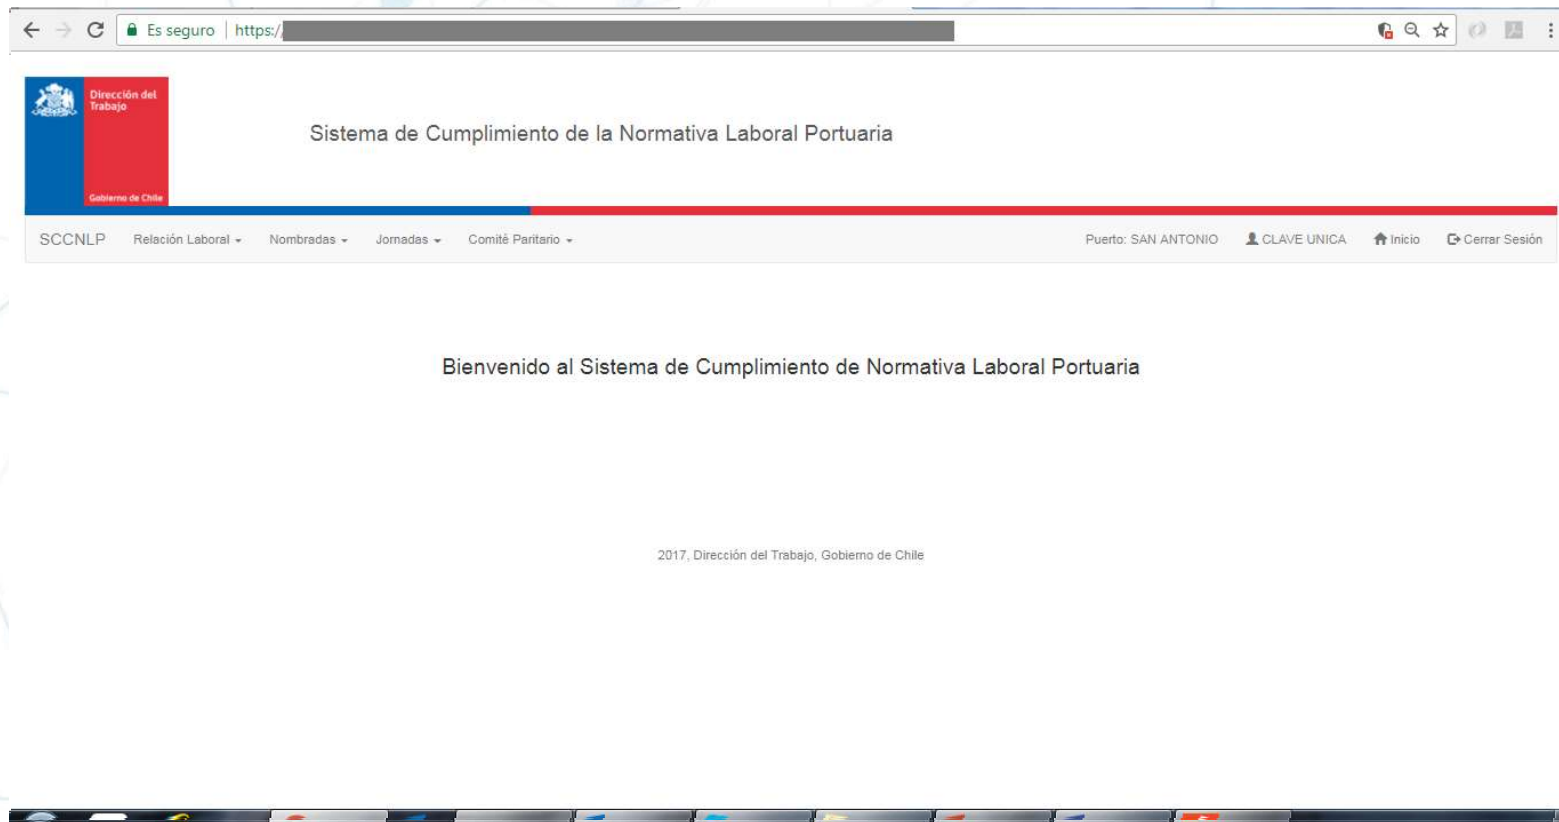 Es seguro | https:/
Dirección del
Trabajo
Gobierno de Chile
Sistema de Cumplimiento de la Normativa Laboral Portuaria
SCCNLP Relación Laboral Nombradas Jornadas Comité Paritario Puerto: SAN ANTONIO CLAVE UNICA Inicio Cerrar Sesión
Bienvenido al Sistema de Cumplimiento de Normativa Laboral Portuaria
2017, Dirección del Trabajo, Gobierno de Chile